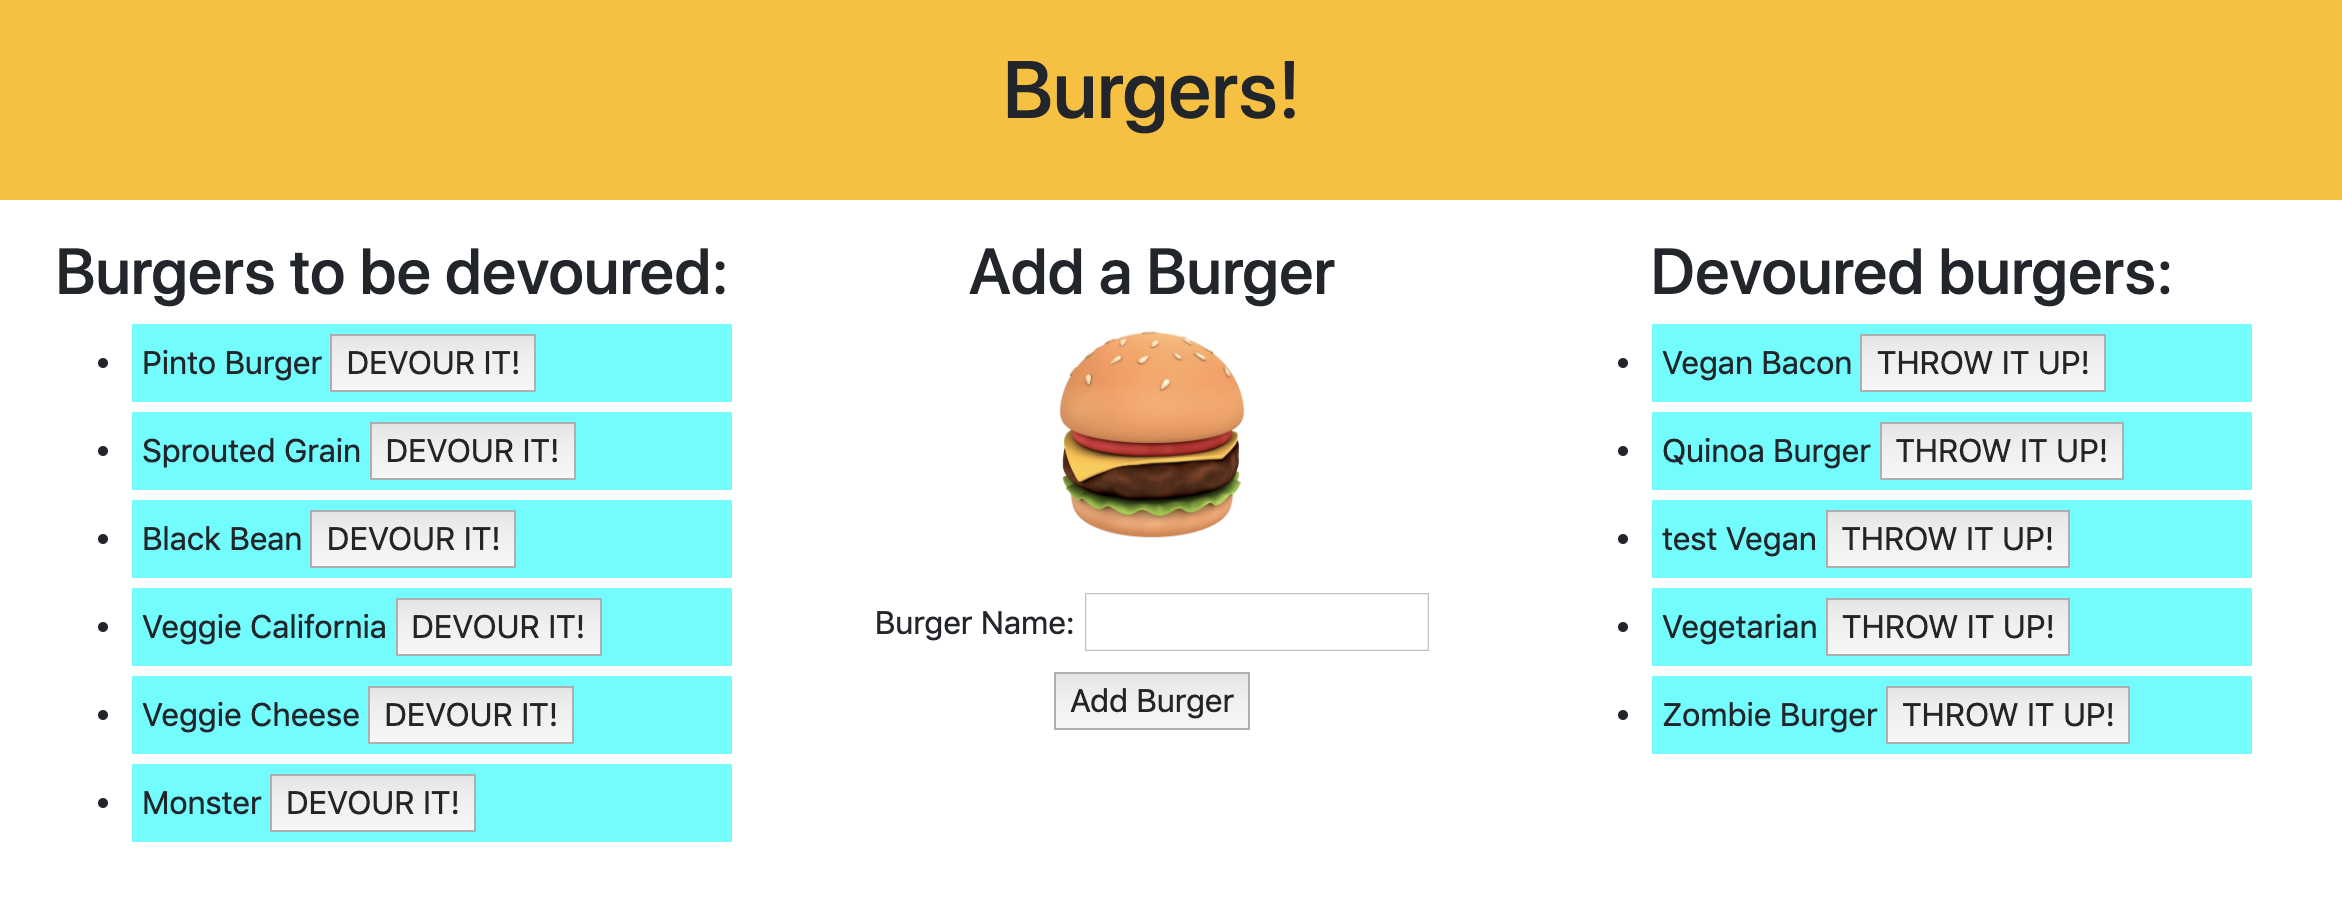 Burgers!
Burgers to be devoured:
Pinto Burger DEVOUR IT!
Sprouted Grain DEVOUR IT!
Black Bean DEVOUR IT!
Veggie California DEVOUR IT!
Veggie Cheese DEVOUR IT!
Monster DEVOUR IT!
Add a Burger
Burger Name:
Add Burger
Devoured burgers:
Vegan Bacon THROW IT UP!
Quinoa Burger THROW IT UP!
test Vegan THROW IT UP!
Vegetarian THROW IT UP!
Zombie Burger THROW IT UP!